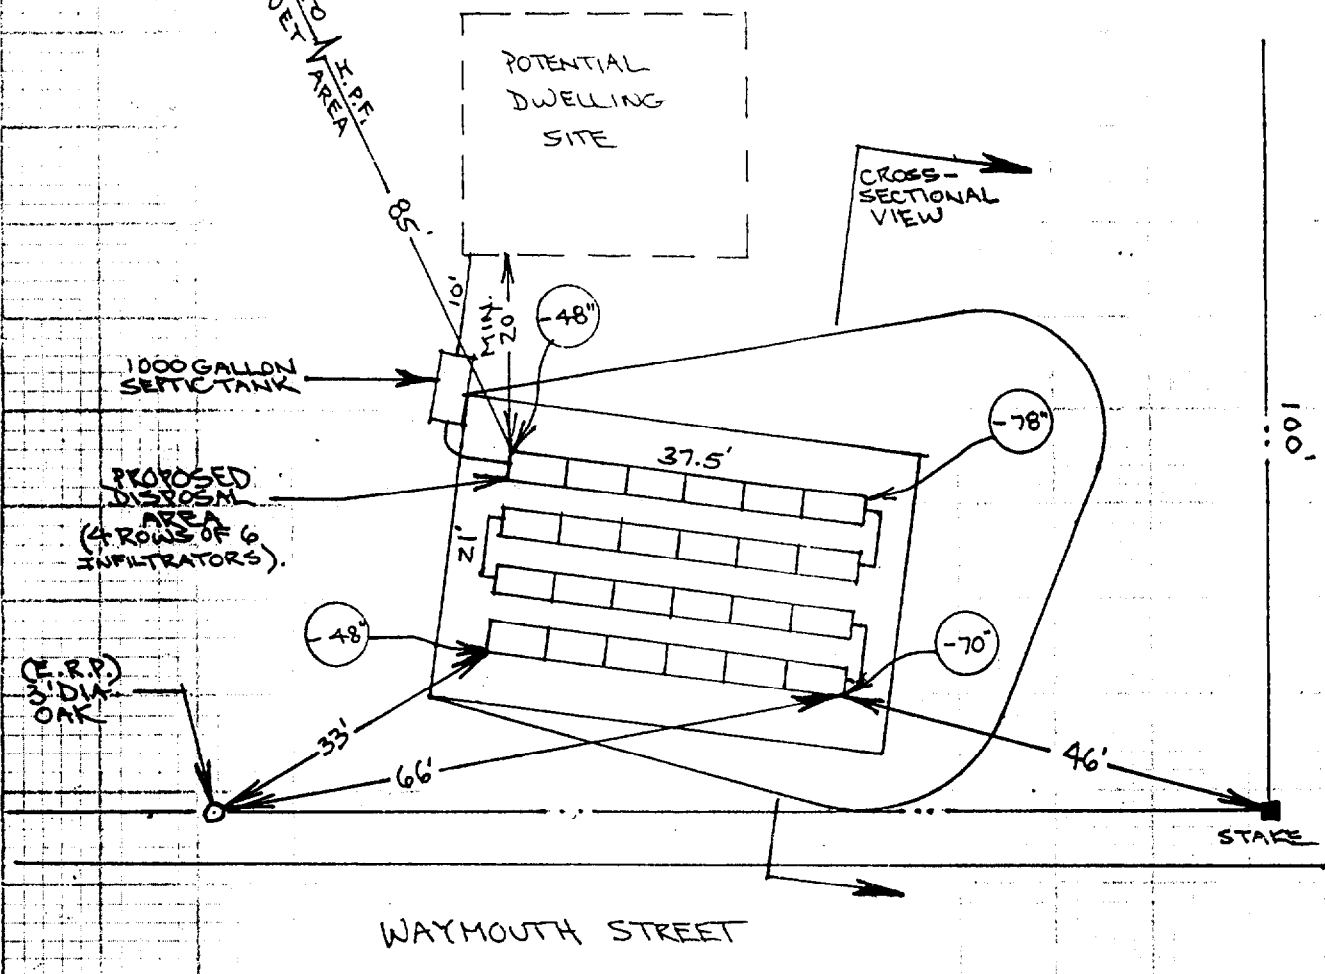 H.P.F.
AREA
85'
POTENTIAL
DWELLING
SITE
CROSS-
SECTIONAL
VIEW
10'
MIN.
20'
-48"
1000 GALLON
SEPTIC TANK
-78"
100'
37.5'
PROPOSED
DISPOSAL
AREA
(4 ROWS OF 6
INFILTRATORS).
21'
-48"
-70"
(E.R.P.)
3' DIA.
OAK
33'
66'
46'
STAKE
WAYMOUTH STREET